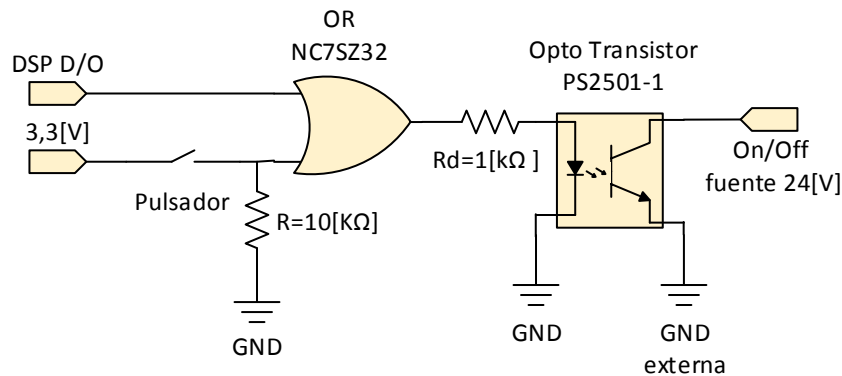 OR
NC7SZ32
DSP D/O
3,3[V]
Pulsador
R=10[KΩ]
GND
Rd=1[kΩ ]
Opto Transistor
PS2501-1
On/Off
fuente 24[V]
GND
GND
externa